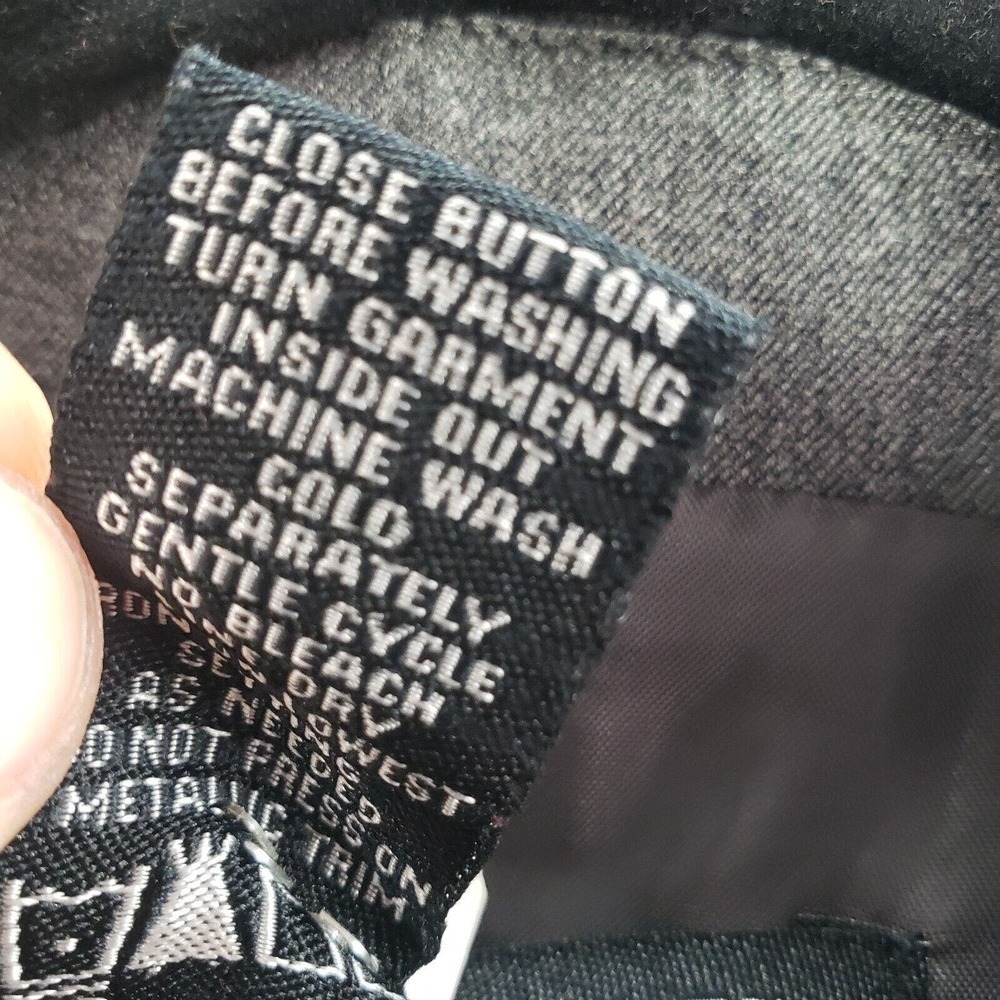 CLOSE BUTTON
BEFORE WASHING
TURN GARMENT
INSIDE OUT
MACHINE WASH
COLD
SEPARATELY
GENTLE CYCLE
NO BLEACH
LINE DRY
LOWEST
AS NEEDED
DO NOT PRESS ON
METALLIC TRIM